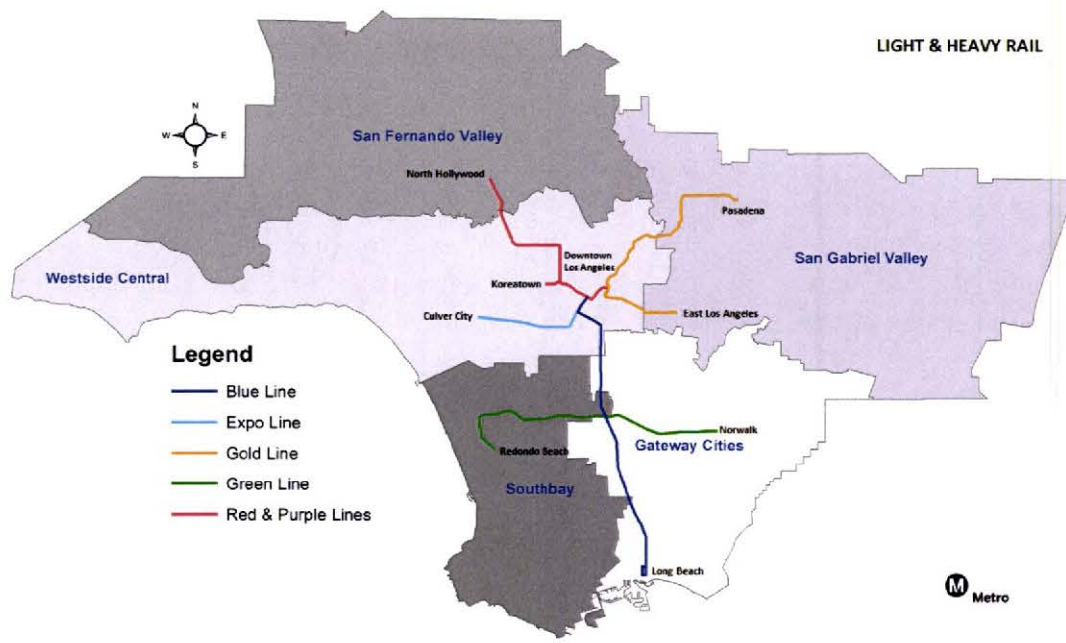 LIGHT & HEAVY RAIL
N
W E
S
San Fernando Valley
North Hollywood
Pasadena
Downtown
Los Angeles
San Gabriel Valley
Westside Central
Koreatown
Culver City
East Los Angeles
Legend
Blue Line
Expo Line
Gold Line
Green Line
Red & Purple Lines
Norwalk
Gateway Cities
Redondo Beach
Southbay
Long Beach
M
Metro